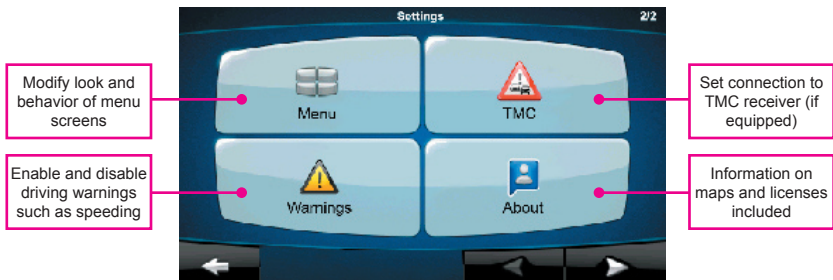 Settings
2/2
Modify look and
behavior of menu
screens
Menu
TMC
Set connection to
TMC receiver (if
equipped)
Enable and disable
driving warnings
such as speeding
Warnings
About
Information on
maps and licenses
included